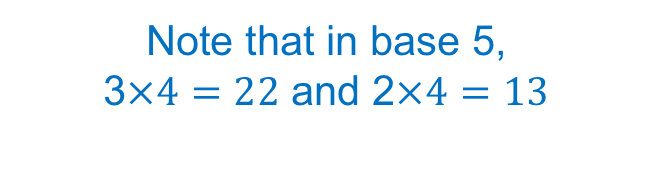 Note that in base 5,
3×4 = 22 and 2×4 = 13